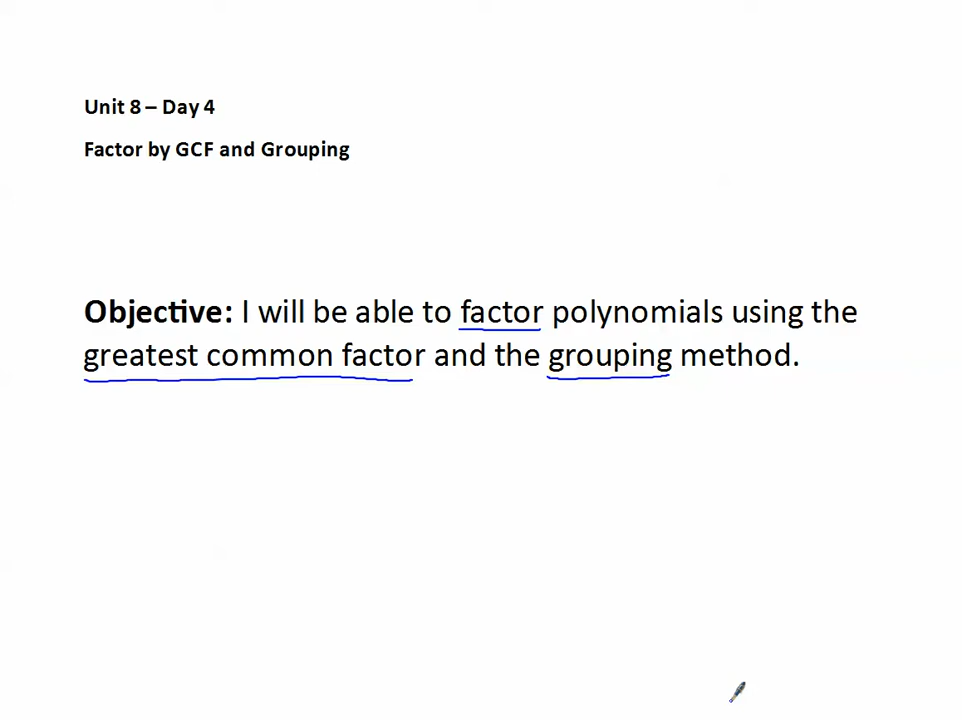 Unit 8 – Day 4
Factor by GCF and Grouping
Objective: I will be able to factor polynomials using the
greatest common factor and the grouping method.